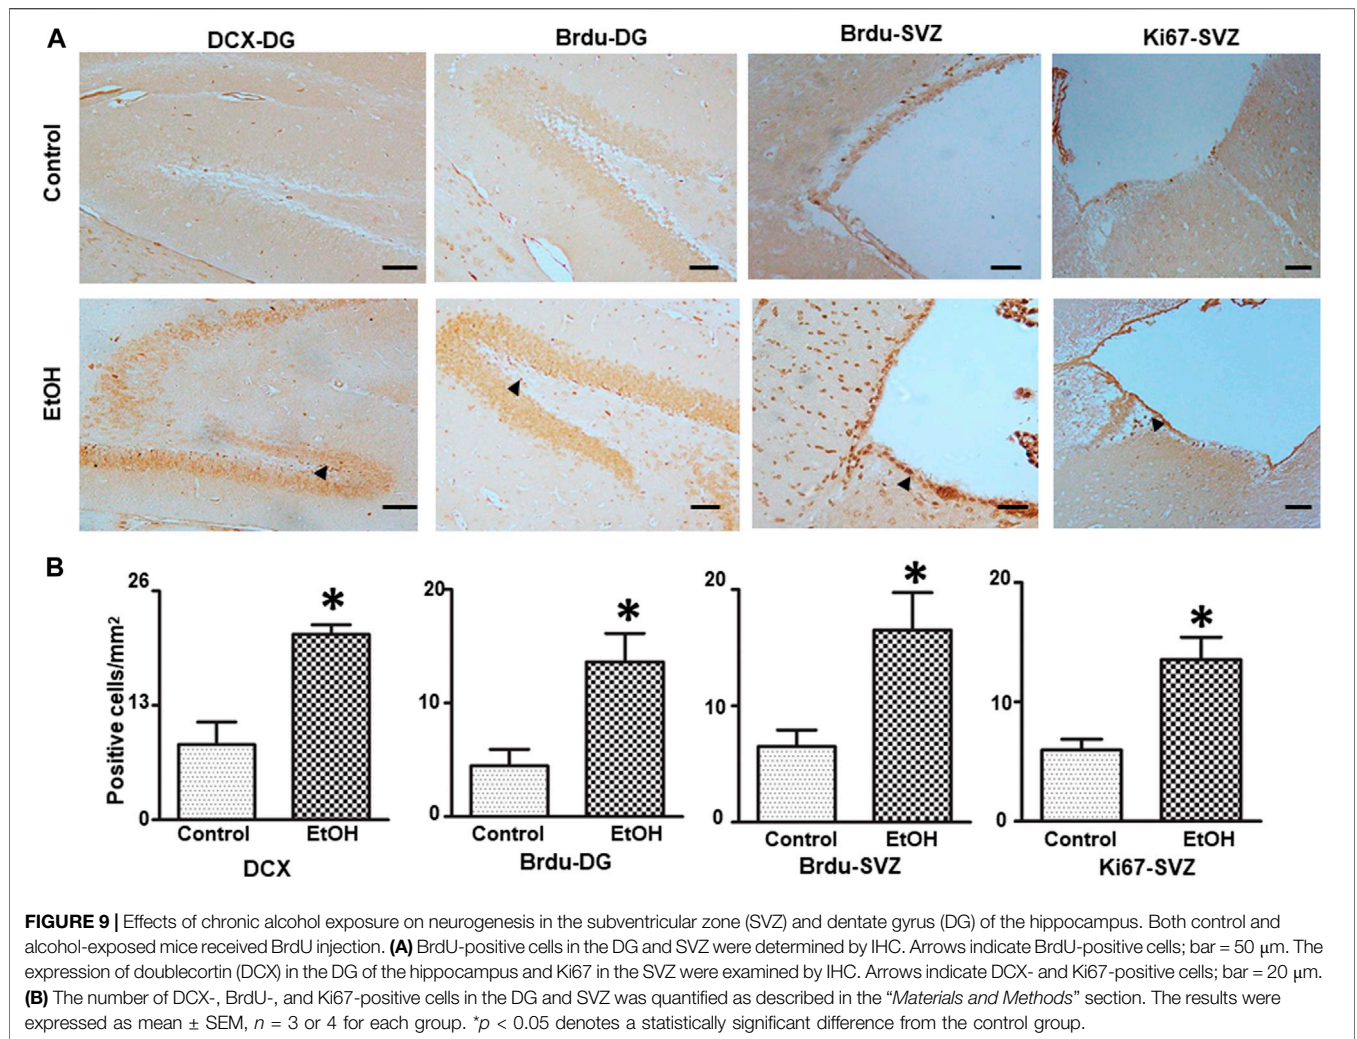 A
DCX-DG
Brdu-DG
Brdu-SVZ
Ki67-SVZ
Control
EtOH
B
Positive cells/mm²
26
13
0
Control
EtOH
DCX
*
20
10
0
Control
EtOH
Brdu-DG
*
20
10
0
Control
EtOH
Brdu-SVZ
*
20
10
0
Control
EtOH
Ki67-SVZ
*
FIGURE 9 | Effects of chronic alcohol exposure on neurogenesis in the subventricular zone (SVZ) and dentate gyrus (DG) of the hippocampus. Both control and
alcohol-exposed mice received BrdU injection. (A) BrdU-positive cells in the DG and SVZ were determined by IHC. Arrows indicate BrdU-positive cells; bar = 50 μm. The
expression of doublecortin (DCX) in the DG of the hippocampus and Ki67 in the SVZ were examined by IHC. Arrows indicate DCX- and Ki67-positive cells; bar = 20 μm.
(B) The number of DCX-, BrdU-, and Ki67-positive cells in the DG and SVZ was quantified as described in the “Materials and Methods” section. The results were
expressed as mean ± SEM, n = 3 or 4 for each group. *p < 0.05 denotes a statistically significant difference from the control group.